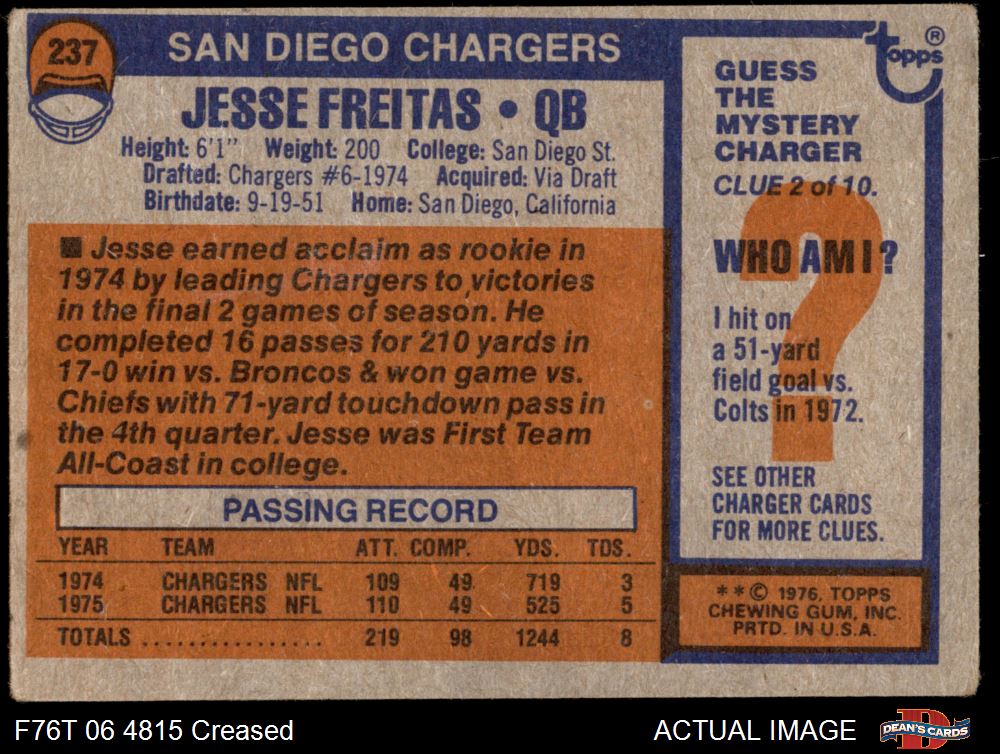 237
SAN DIEGO CHARGERS
JESSE FREITAS • QB
Height: 6'1" Weight: 200 College: San Diego St.
Drafted: Chargers #6-1974 Acquired: Via Draft
Birthdate: 9-19-51 Home: San Diego, California
■ Jesse earned acclaim as rookie in
1974 by leading Chargers to victories
in the final 2 games of season. He
completed 16 passes for 210 yards in
17-0 win vs. Broncos & won game vs.
Chiefs with 71-yard touchdown pass in
the 4th quarter. Jesse was First Team
All-Coast in college.
PASSING RECORD
YEAR TEAM ATT. COMP. YDS. TDS.
1974 CHARGERS NFL 109 49 719 3
1975 CHARGERS NFL 110 49 525 5
TOTALS ................ 219 98 1244 8
topps®
GUESS
THE
MYSTERY
CHARGER
CLUE 2 of 10.
WHO AM I?
I hit on
a 51-yard
field goal vs.
Colts in 1972.
SEE OTHER
CHARGER CARDS
FOR MORE CLUES.
**© 1976, TOPPS
CHEWING GUM, INC.
PRTD. IN U.S.A.
F76T 06 4815 Creased
ACTUAL IMAGE
D
DEAN'S CARDS